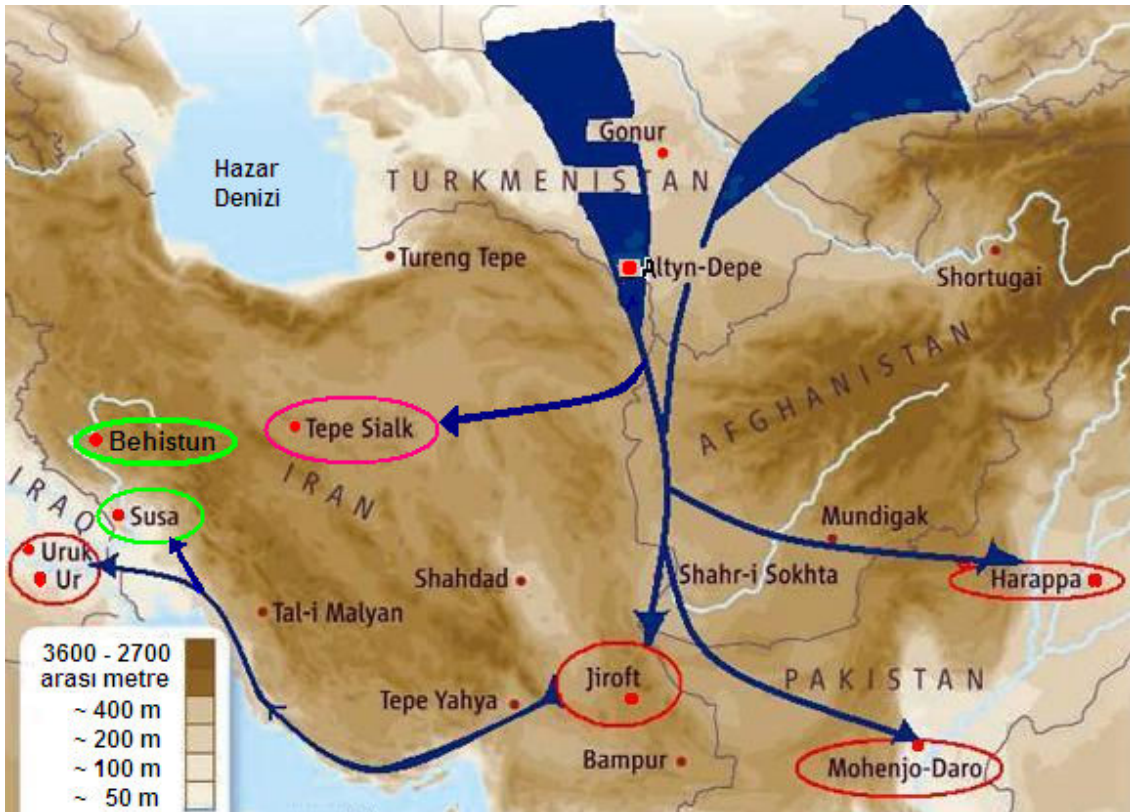 Gonur
Hazar
Denizi
TURKMENISTAN
Tureng Tepe
Altyn-Depe
Shortugai
AFGHANISTAN
Tepe Sialk
Behistun
IRAN
IRAQ
Susa
Mundigak
Uruk
Ur
Shahdad
Shahr-i Sokhta
Harappa
Tal-i Malyan
3600 - 2700
arası metre
~ 400 m
~ 200 m
~ 100 m
~ 50 m
Jiroft
PAKISTAN
Tepe Yahya
Bampur
Mohenjo-Daro